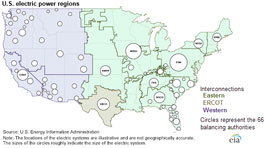 U.S. electric power regions
Interconnections
Eastern
ERCOT
Western
Circles represent the 66
balancing authorities
Source: U.S. Energy Information Administration
Note: The locations of the electric systems are illustrative and are not geographically accurate.
The sizes of the circles roughly indicate the size of the electric system.
eia